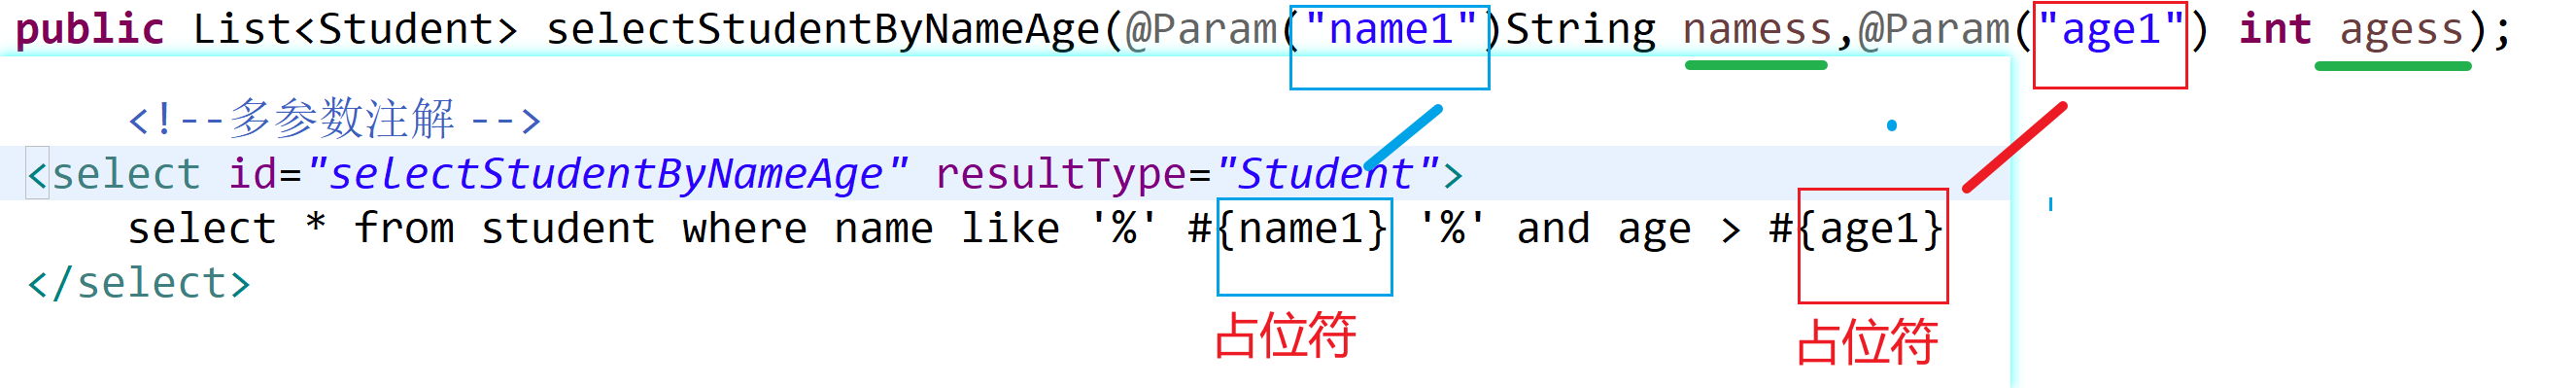 public List<Student> selectStudentByNameAge(@Param("name1")String namess,@Param("age1") int agess);
<!--多参数注解 -->
<select id="selectStudentByNameAge" resultType="Student">
select * from student where name like '%' #{name1} '%' and age > #{age1}
</select>
占位符 占位符